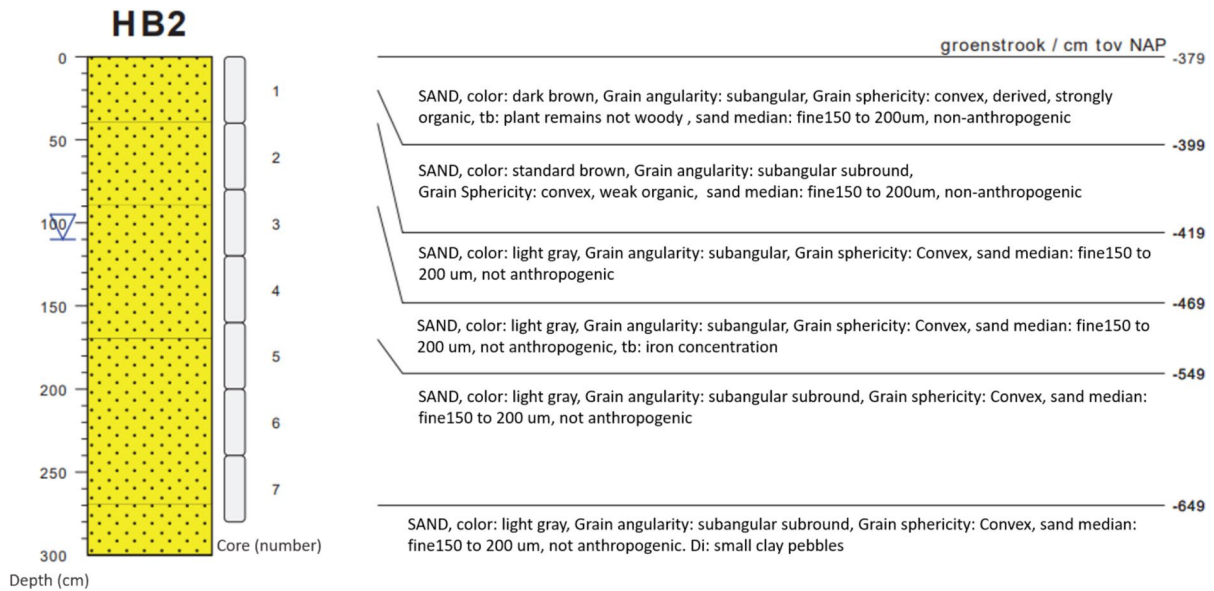 HB2
groenstrook / cm tov NAP
0
-379
1
SAND, color: dark brown, Grain angularity: subangular, Grain sphericity: convex, derived, strongly
organic, tb: plant remains not woody , sand median: fine150 to 200um, non-anthropogenic
50
-399
2
SAND, color: standard brown, Grain angularity: subangular subround,
Grain Sphericity: convex, weak organic,  sand median: fine150 to 200um, non-anthropogenic
100
3
-419
SAND, color: light gray, Grain angularity: subangular, Grain sphericity: Convex, sand median: fine150 to
200 um, not anthropogenic
4
150
-469
SAND, color: light gray, Grain angularity: subangular, Grain sphericity: Convex, sand median: fine150 to
200 um, not anthropogenic, tb: iron concentration
5
-549
200
SAND, color: light gray, Grain angularity: subangular subround, Grain sphericity: Convex, sand median:
fine150 to 200 um, not anthropogenic
6
250
7
-649
SAND, color: light gray, Grain angularity: subangular subround, Grain sphericity: Convex, sand median:
fine150 to 200 um, not anthropogenic. Di: small clay pebbles
300
Core (number)
Depth (cm)